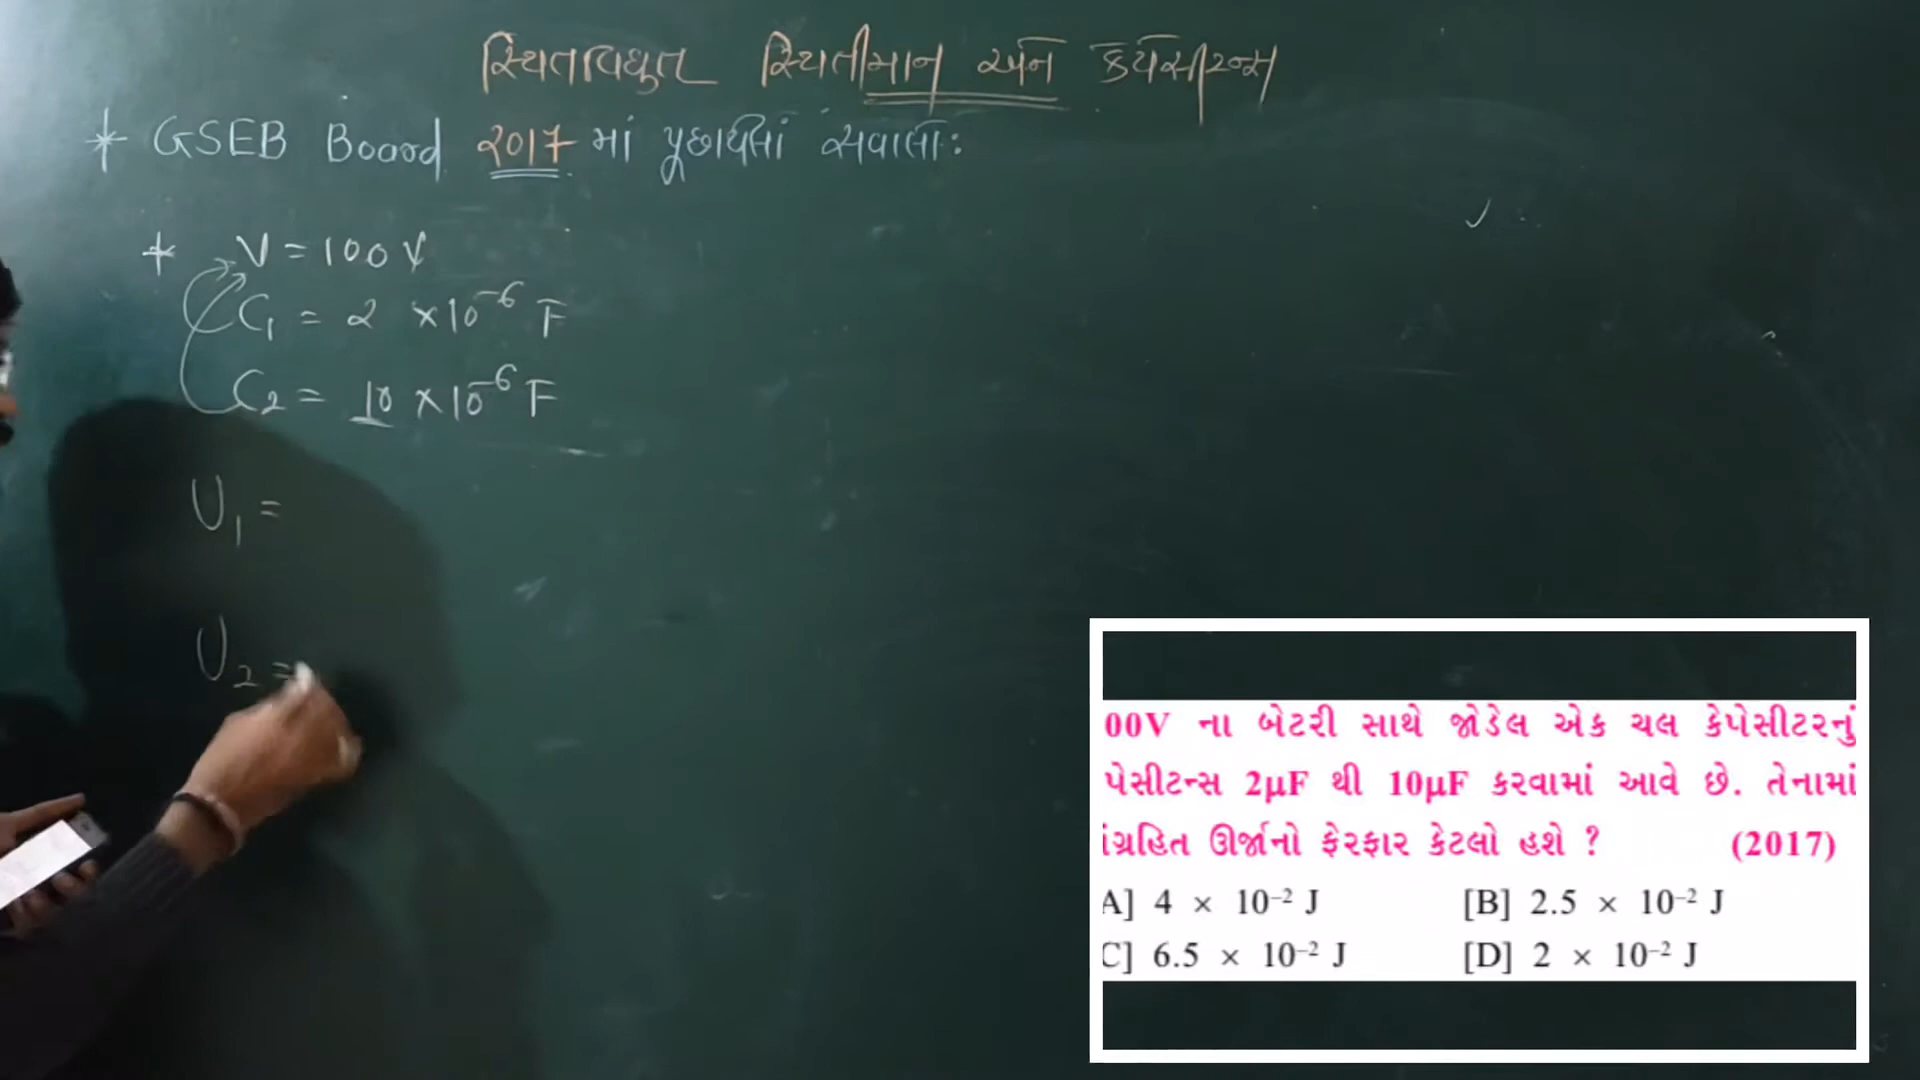 સ્થિતવિદ્યુત સ્થિતીમાન અને કેપેસીટન્સ
* GSEB Board ૨૦૧૭ માં પૂછાયેલાં સવાલો:
* V = 100 V
C₁ = 2 ×10⁻⁶ F
C₂ = 10 ×10⁻⁶ F
U₁ =
U₂ =
00V ના બેટરી સાથે જોડેલ એક ચલ કેપેસીટરનું
પેસીટન્સ 2μF થી 10μF કરવામાં આવે છે. તેનામાં
ંગ્રહિત ઊર્જાનો ફેરફાર કેટલો હશે ? (2017)
A] 4 × 10⁻² J [B] 2.5 × 10⁻² J
C] 6.5 × 10⁻² J [D] 2 × 10⁻² J